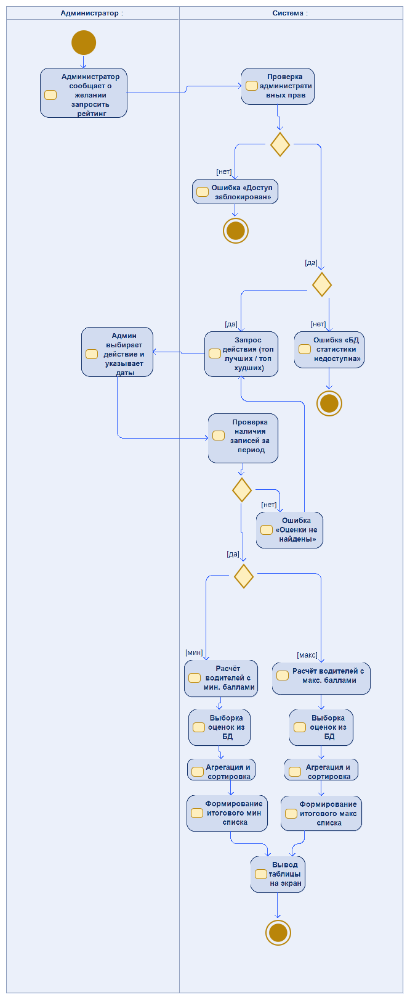 Администратор :
Система :
Администратор
сообщает о
желании
запросить
рейтинг
Проверка
администрати
вных прав
[нет]
Ошибка «Доступ
заблокирован»
[да]
[да]
[нет]
Админ
выбирает
действие и
указывает
даты
Запрос
действия (топ
лучших / топ
худших)
Ошибка «БД
статистики
недоступна»
Проверка
наличия
записей за
период
[нет]
Ошибка
«Оценки не
найдены»
[да]
[мин]
[макс]
Расчёт
водителей с
мин. баллами
Расчёт водителей с
макс. баллами
Выборка
оценок из
БД
Выборка
оценок из
БД
Агрегация и
сортировка
Агрегация и
сортировка
Формирование
итогового мин
списка
Формирование
итогового макс
списка
Вывод
таблицы
на экран